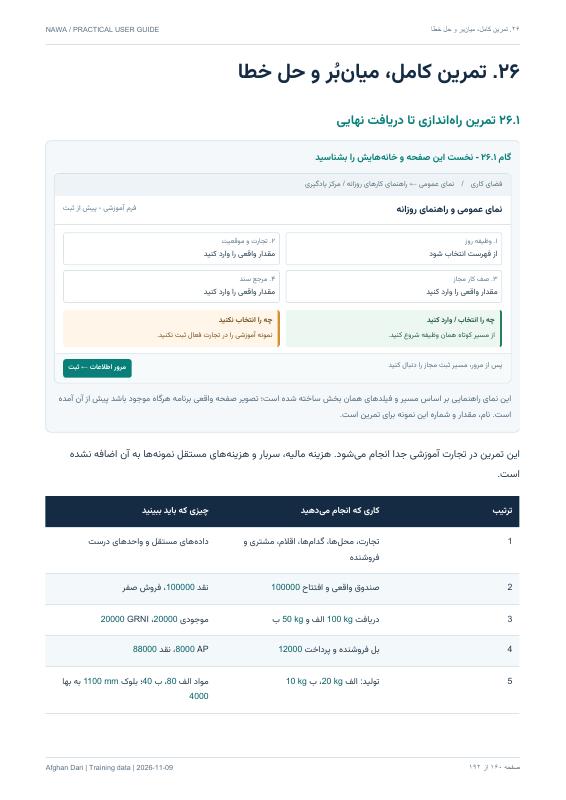 NAWA / PRACTICAL USER GUIDE
۲۶. تمرین کامل، میان‌بر و حل خطا
۲۶. تمرین کامل، میان‌بُر و حل خطا
۲۶.۱ تمرین راه‌اندازی تا دریافت نهایی
گام ۲۶.۱ - نخست این صفحه و خانه‌هایش را بشناسید
فضای کاری / نمای عمومی ← راهنمای کارهای روزانه / مرکز یادگیری
نمای عمومی و راهنمای روزانه
فرم آموزشی - پیش از ثبت
۱. وظیفه روز
از فهرست انتخاب شود
۲. تجارت و موقعیت
مقدار واقعی را وارد کنید
۳. صف کار مجاز
مقدار واقعی را وارد کنید
۴. مرجع سند
مقدار واقعی را وارد کنید
چه را انتخاب / وارد کنید
از مسیر کوتاه همان وظیفه شروع کنید.
چه را انتخاب نکنید
نمونه آموزشی را در تجارت فعال ثبت نکنید.
پس از مرور، مسیر ثبت مجاز را دنبال کنید
مرور اطلاعات ← ثبت
این نمای راهنمایی بر اساس مسیر و فیلدهای همان بخش ساخته شده است؛ تصویر صفحه واقعی برنامه هرگاه موجود باشد پیش از آن آمده
است. نام، مقدار و شماره این نمونه برای تمرین است.
این تمرین در تجارت آموزشی جدا انجام می‌شود. هزینه مالیه، سربار و هزینه‌های مستقل نمونه‌ها به آن اضافه نشده
است.
ترتیب کاری که انجام می‌دهید چیزی که باید ببینید
1 تجارت، محل‌ها، گدام‌ها، اقلام، مشتری و داده‌های مستقل و واحدهای درست
فروشنده
2 صندوق واقعی و افتتاح 100000 نقد 100000، فروش صفر
3 دریافت 100 kg الف و 50 kg ب موجودی 20000، GRNI 20000
4 بل فروشنده و پرداخت 12000 AP 8000، نقد 88000
5 تولید: الف 20 kg، ب 10 kg مواد الف 80، ب 40؛ بلوک 1100 mm به بها
4000
Afghan Dari | Training data | 2026-11-09
صفحه ۱۶۰ از ۱۹۲